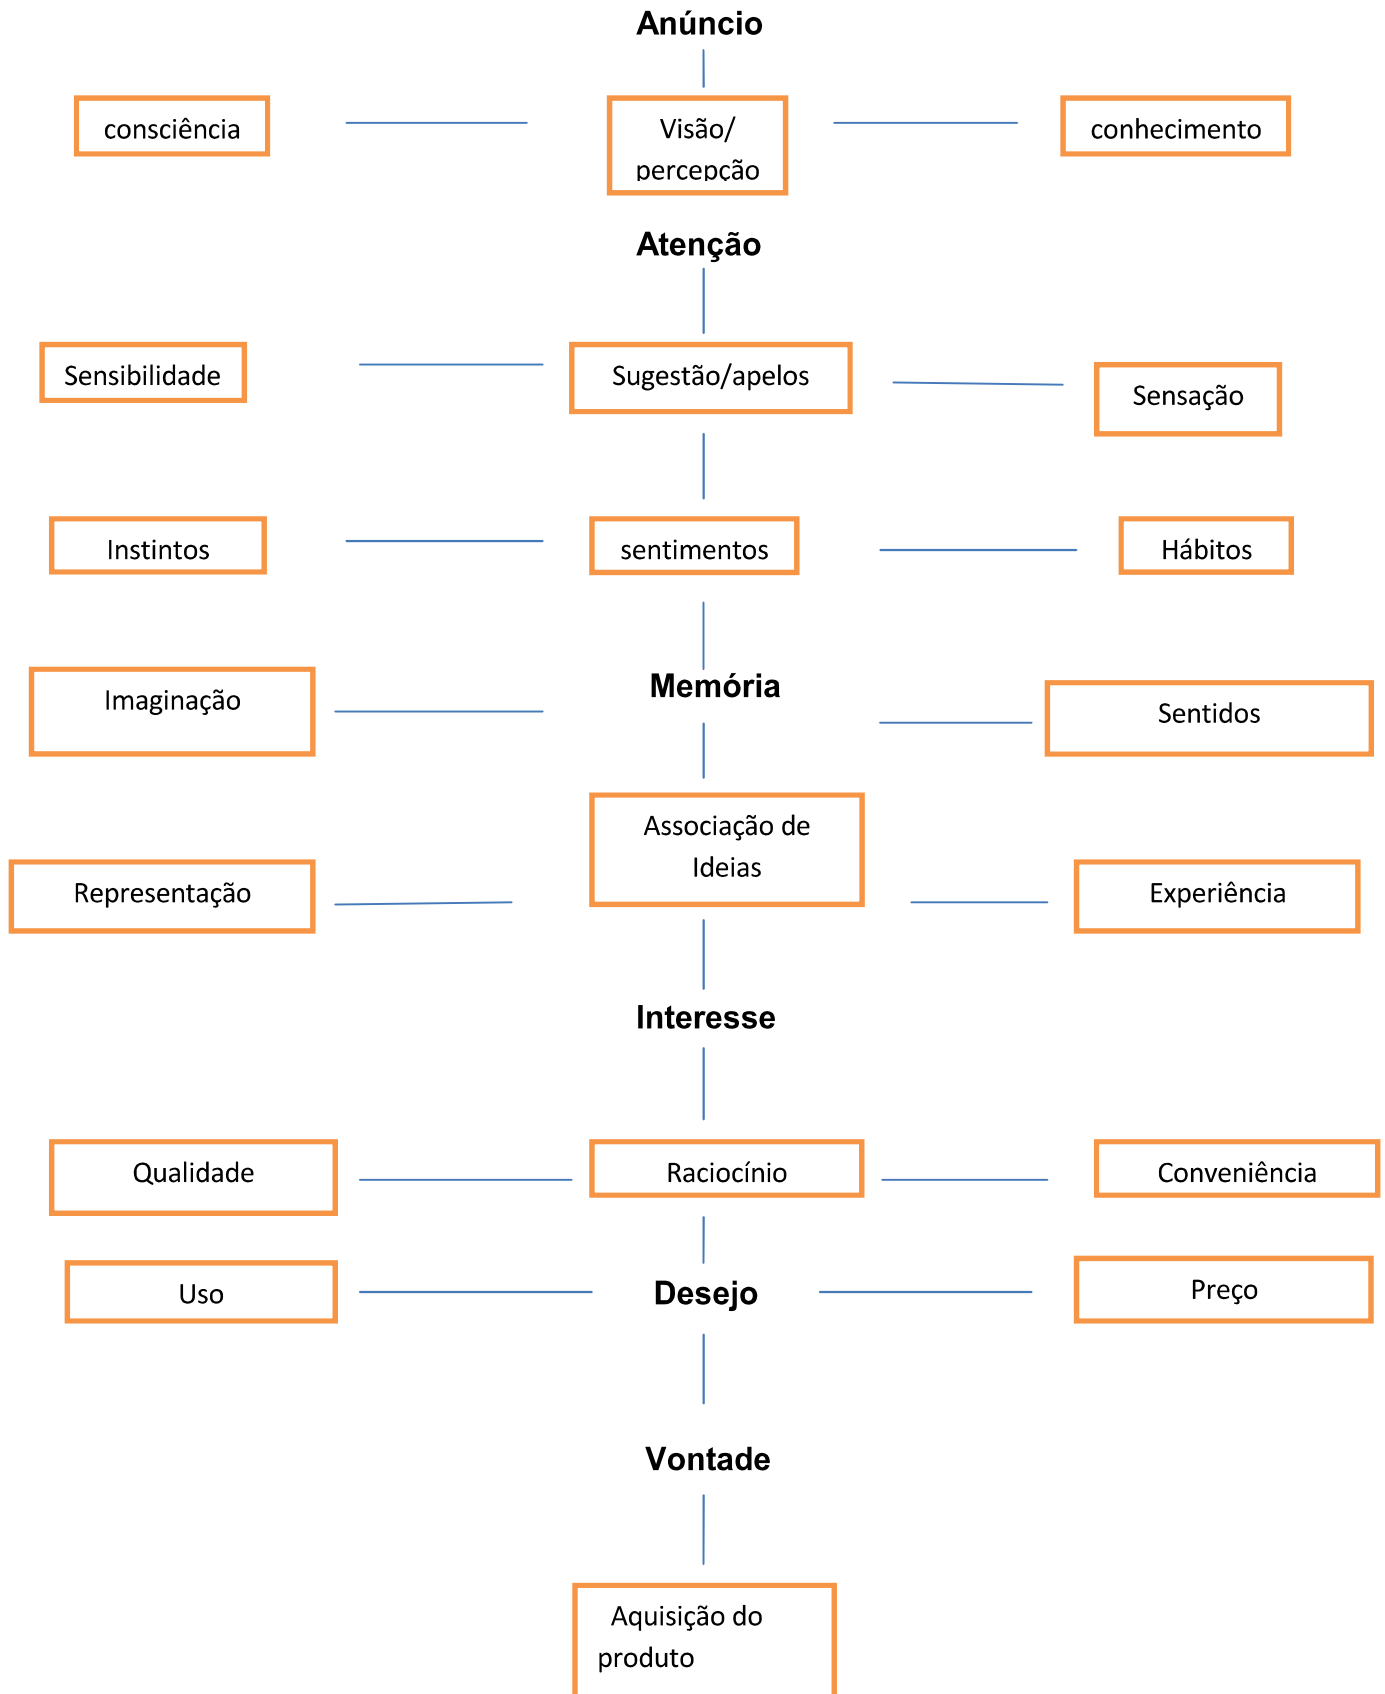 Anúncio
consciência
Visão/
percepção
conhecimento
Atenção
Sensibilidade
Sugestão/apelos
Sensação
Instintos
sentimentos
Hábitos
Imaginação
Memória
Sentidos
Associação de
Ideias
Representação
Experiência
Interesse
Qualidade
Raciocínio
Conveniência
Uso
Desejo
Preço
Vontade
Aquisição do
produto